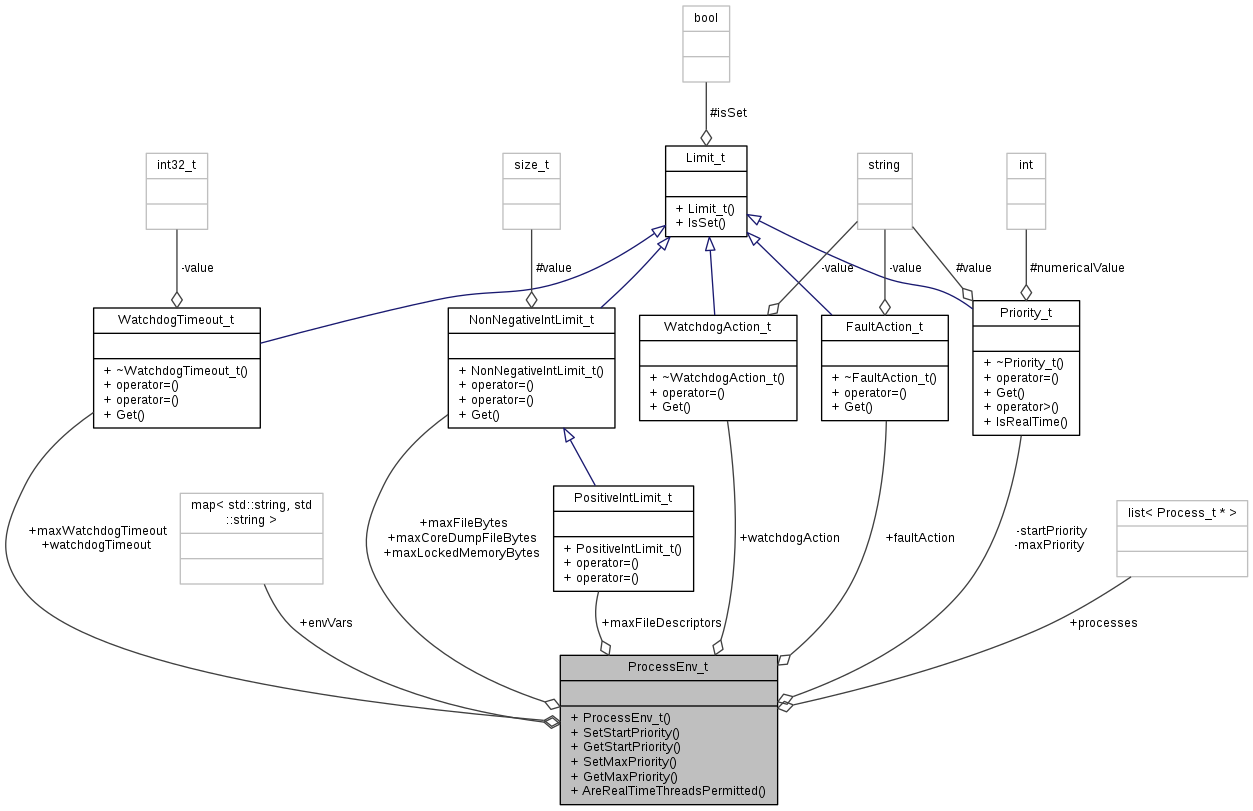 bool
#isSet
int32_t
size_t
Limit_t
+ Limit_t()
+ IsSet()
string
int
-value
#value
-value
-value
#value
#numericalValue
WatchdogTimeout_t
+ ~WatchdogTimeout_t()
+ operator=()
+ operator=()
+ Get()
NonNegativeIntLimit_t
+ NonNegativeIntLimit_t()
+ operator=()
+ operator=()
+ Get()
WatchdogAction_t
+ ~WatchdogAction_t()
+ operator=()
+ Get()
FaultAction_t
+ ~FaultAction_t()
+ operator=()
+ Get()
Priority_t
+ ~Priority_t()
+ operator=()
+ Get()
+ operator>()
+ IsRealTime()
+maxWatchdogTimeout
+watchdogTimeout
map< std::string, std
::string >
+maxFileBytes
+maxCoreDumpFileBytes
+maxLockedMemoryBytes
PositiveIntLimit_t
+ PositiveIntLimit_t()
+ operator=()
+ operator=()
+watchdogAction
+faultAction
-startPriority
-maxPriority
list< Process_t * >
+envVars
+maxFileDescriptors
+processes
ProcessEnv_t
+ ProcessEnv_t()
+ SetStartPriority()
+ GetStartPriority()
+ SetMaxPriority()
+ GetMaxPriority()
+ AreRealTimeThreadsPermitted()